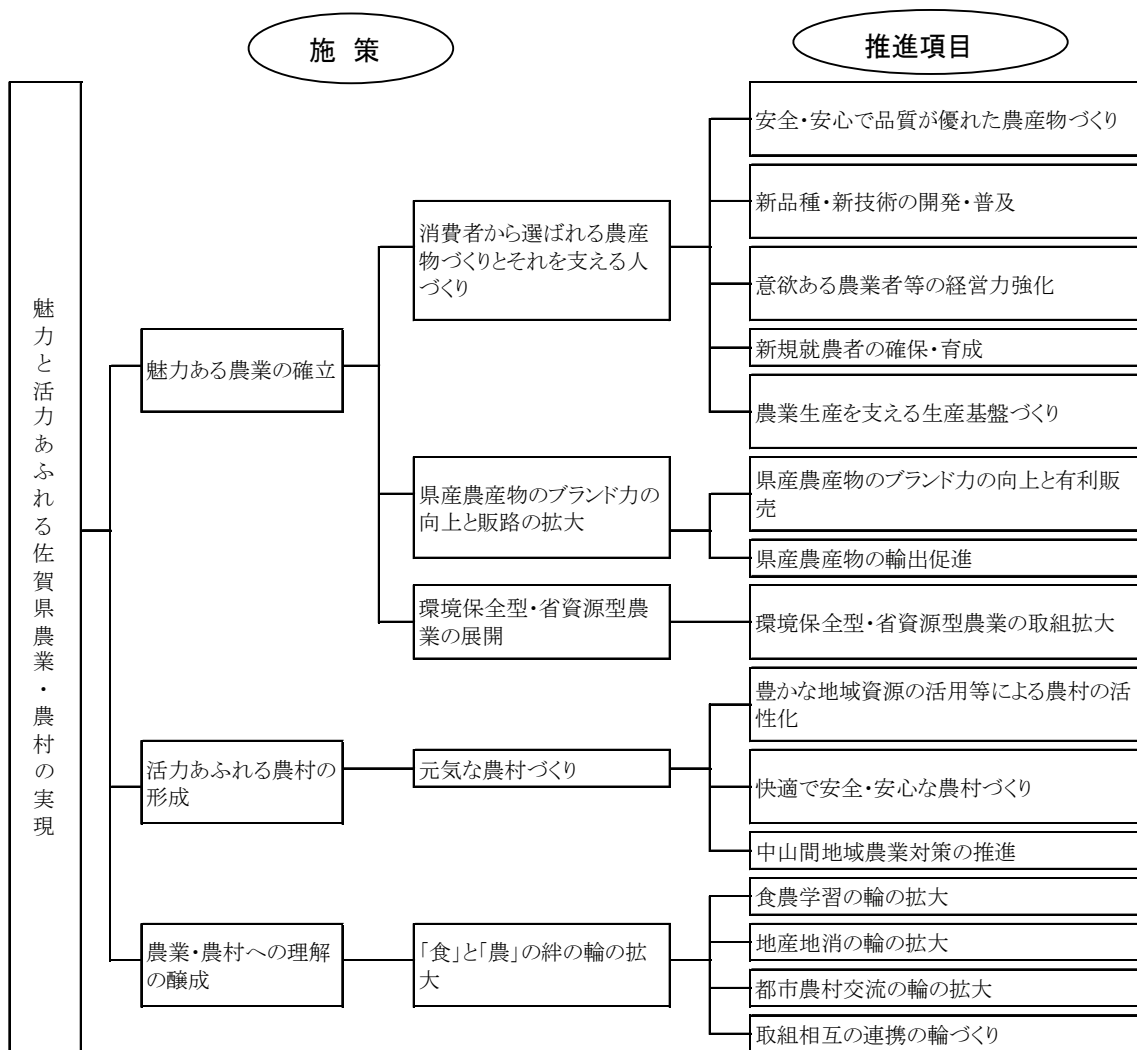 施 策
推進項目
魅力と活力あふれる佐賀県農業・農村の実現
魅力ある農業の確立
消費者から選ばれる農産
物づくりとそれを支える人
づくり
安全・安心で品質が優れた農産物づくり
新品種・新技術の開発・普及
意欲ある農業者等の経営力強化
新規就農者の確保・育成
農業生産を支える生産基盤づくり
県産農産物のブランド力の
向上と販路の拡大
県産農産物のブランド力の向上と有利販
売
県産農産物の輸出促進
環境保全型・省資源型農
業の展開
環境保全型・省資源型農業の取組拡大
活力あふれる農村の
形成
元気な農村づくり
豊かな地域資源の活用等による農村の活
性化
快適で安全・安心な農村づくり
中山間地域農業対策の推進
農業・農村への理解
の醸成
「食」と「農」の絆の輪の拡
大
食農学習の輪の拡大
地産地消の輪の拡大
都市農村交流の輪の拡大
取組相互の連携の輪づくり